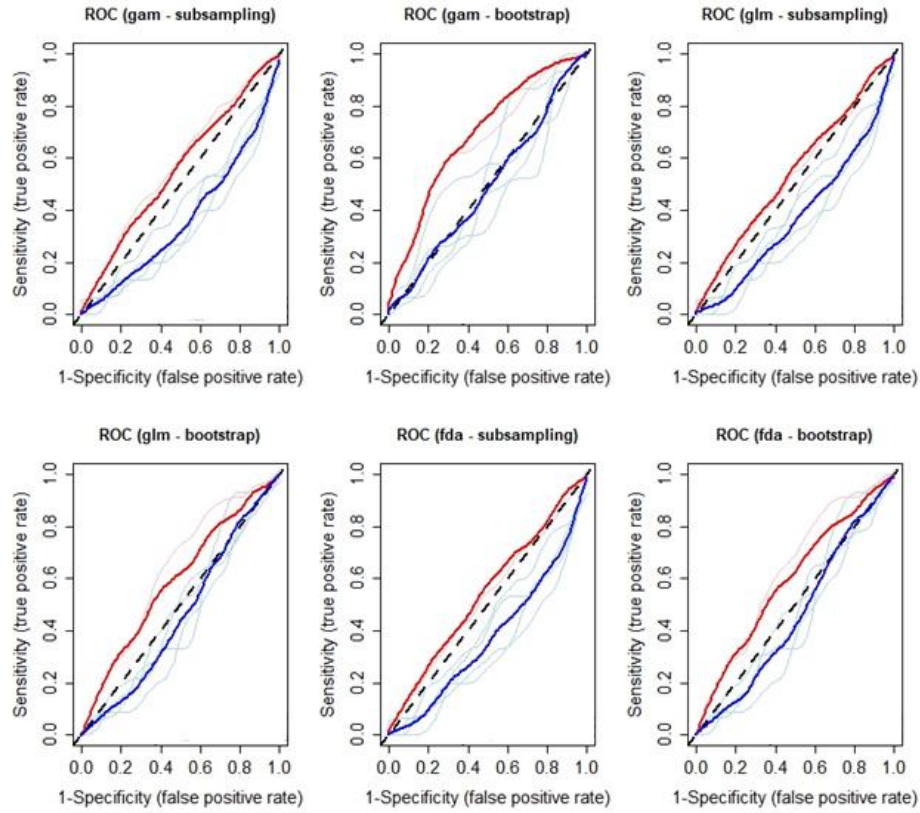 ROC (gam - subsampling)
ROC (gam - bootstrap)
ROC (glm - subsampling)
Sensitivity (true positive rate)
0.0 0.2 0.4 0.6 0.8 1.0
0.0 0.2 0.4 0.6 0.8 1.0
1-Specificity (false positive rate)
Sensitivity (true positive rate)
0.0 0.2 0.4 0.6 0.8 1.0
0.0 0.2 0.4 0.6 0.8 1.0
1-Specificity (false positive rate)
Sensitivity (true positive rate)
0.0 0.2 0.4 0.6 0.8 1.0
0.0 0.2 0.4 0.6 0.8 1.0
1-Specificity (false positive rate)
ROC (glm - bootstrap)
ROC (fda - subsampling)
ROC (fda - bootstrap)
Sensitivity (true positive rate)
0.0 0.2 0.4 0.6 0.8 1.0
0.0 0.2 0.4 0.6 0.8 1.0
1-Specificity (false positive rate)
Sensitivity (true positive rate)
0.0 0.2 0.4 0.6 0.8 1.0
0.0 0.2 0.4 0.6 0.8 1.0
1-Specificity (false positive rate)
Sensitivity (true positive rate)
0.0 0.2 0.4 0.6 0.8 1.0
0.0 0.2 0.4 0.6 0.8 1.0
1-Specificity (false positive rate)